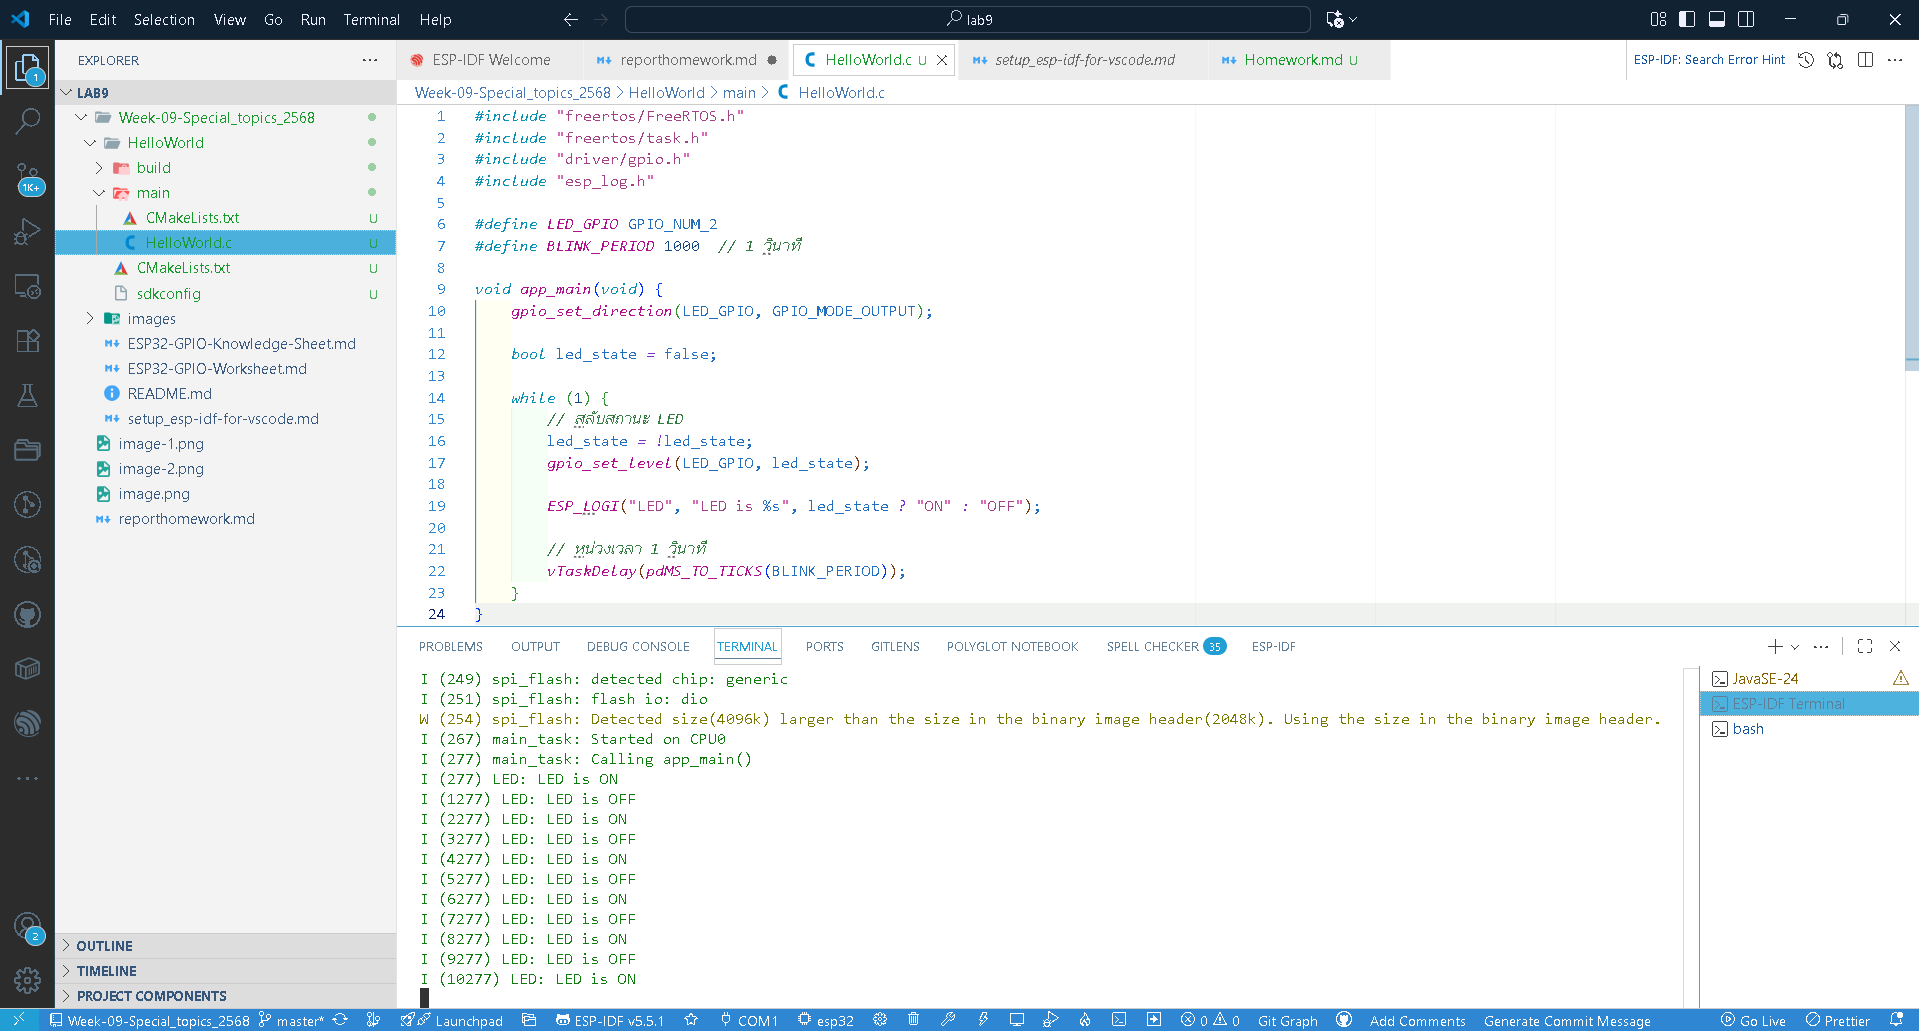 File Edit Selection View Go Run Terminal Help
lab9
EXPLORER
LAB9
Week-09-Special_topics_2568
HelloWorld
build
main
CMakeLists.txt U
HelloWorld.c U
CMakeLists.txt U
sdkconfig U
images
ESP32-GPIO-Knowledge-Sheet.md
ESP32-GPIO-Worksheet.md
README.md
setup_esp-idf-for-vscode.md
image-1.png
image-2.png
image.png
reporthomework.md
OUTLINE
TIMELINE
PROJECT COMPONENTS
1
1K+
2
ESP-IDF Welcome reporthomework.md HelloWorld.c U setup_esp-idf-for-vscode.md Homework.md U
ESP-IDF: Search Error Hint
Week-09-Special_topics_2568 > HelloWorld > main > HelloWorld.c
1 #include "freertos/FreeRTOS.h"
2 #include "freertos/task.h"
3 #include "driver/gpio.h"
4 #include "esp_log.h"
5
6 #define LED_GPIO GPIO_NUM_2
7 #define BLINK_PERIOD 1000 // 1 วินาที
8
9 void app_main(void) {
10 gpio_set_direction(LED_GPIO, GPIO_MODE_OUTPUT);
11
12 bool led_state = false;
13
14 while (1) {
15 // สลับสถานะ LED
16 led_state = !led_state;
17 gpio_set_level(LED_GPIO, led_state);
18
19 ESP_LOGI("LED", "LED is %s", led_state ? "ON" : "OFF");
20
21 // หน่วงเวลา 1 วินาที
22 vTaskDelay(pdMS_TO_TICKS(BLINK_PERIOD));
23 }
24 }
PROBLEMS OUTPUT DEBUG CONSOLE TERMINAL PORTS GITLENS POLYGLOT NOTEBOOK SPELL CHECKER 35 ESP-IDF
I (249) spi_flash: detected chip: generic
I (251) spi_flash: flash io: dio
W (254) spi_flash: Detected size(4096k) larger than the size in the binary image header(2048k). Using the size in the binary image header.
I (267) main_task: Started on CPU0
I (277) main_task: Calling app_main()
I (277) LED: LED is ON
I (1277) LED: LED is OFF
I (2277) LED: LED is ON
I (3277) LED: LED is OFF
I (4277) LED: LED is ON
I (5277) LED: LED is OFF
I (6277) LED: LED is ON
I (7277) LED: LED is OFF
I (8277) LED: LED is ON
I (9277) LED: LED is OFF
I (10277) LED: LED is ON
JavaSE-24
ESP-IDF Terminal
bash
Week-09-Special_topics_2568 master* Launchpad ESP-IDF v5.5.1 COM1 esp32 0 0 Git Graph Add Comments Generate Commit Message Go Live Prettier